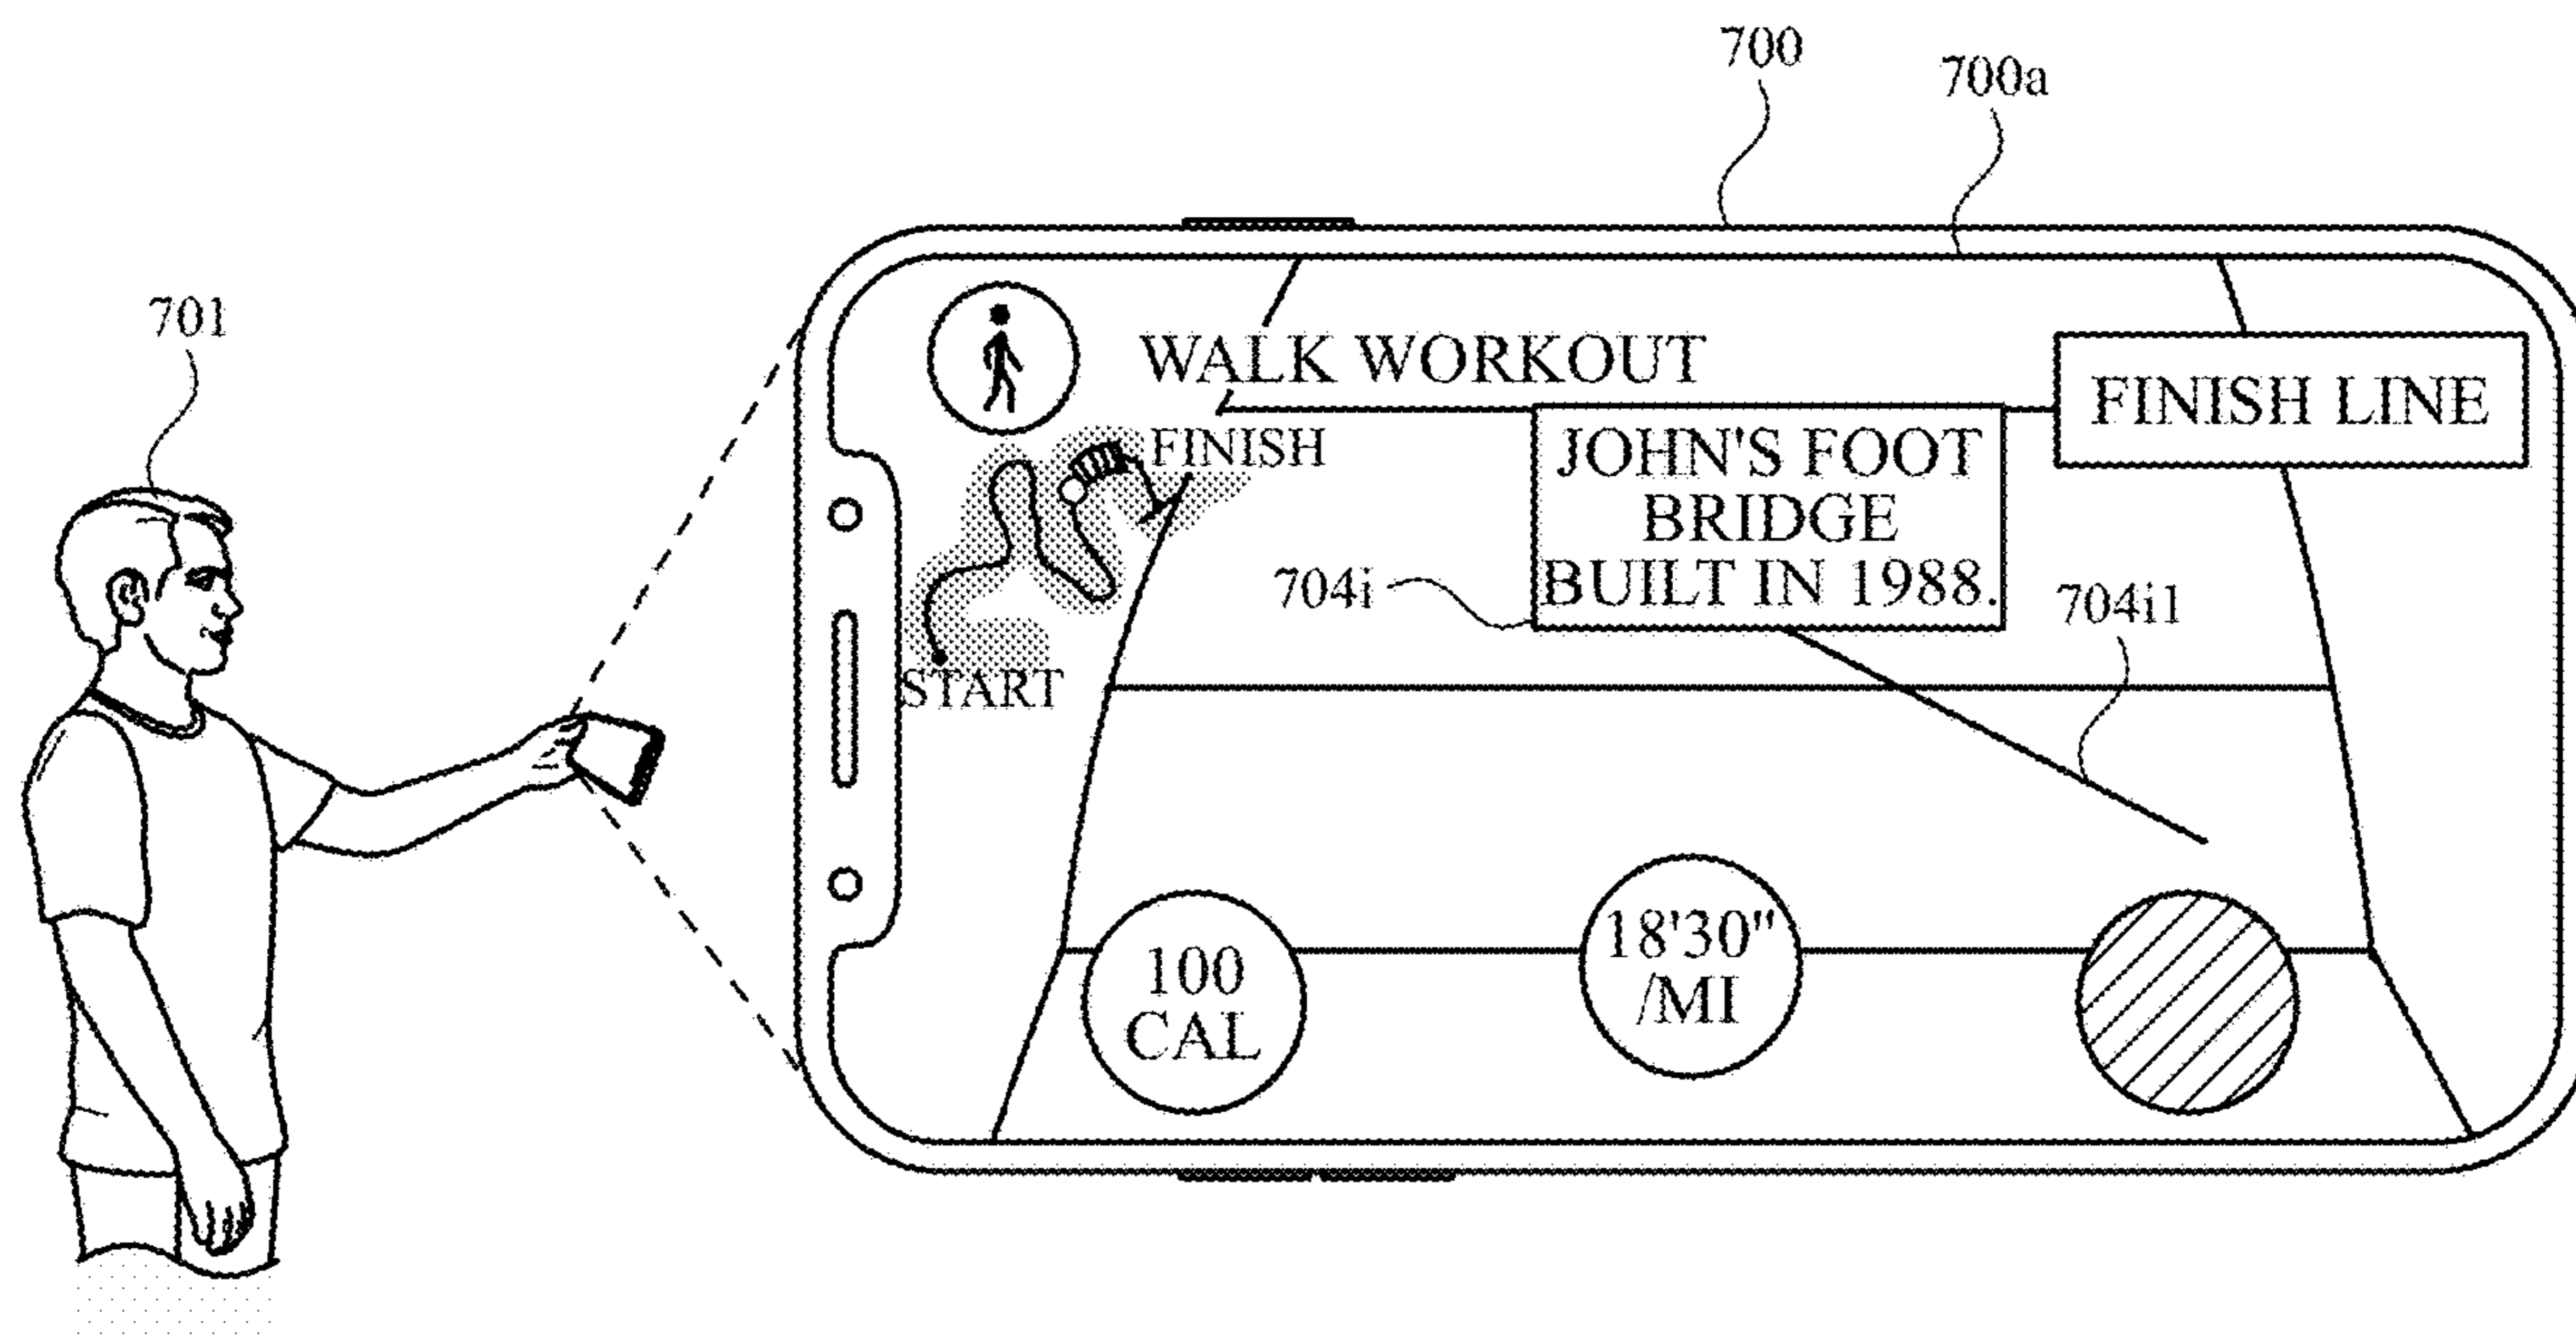 700
700a
701
WALK WORKOUT
FINISH LINE
FINISH
JOHN'S FOOT
BRIDGE
BUILT IN 1988.
704i
704i1
START
100
CAL
18'30"
/MI